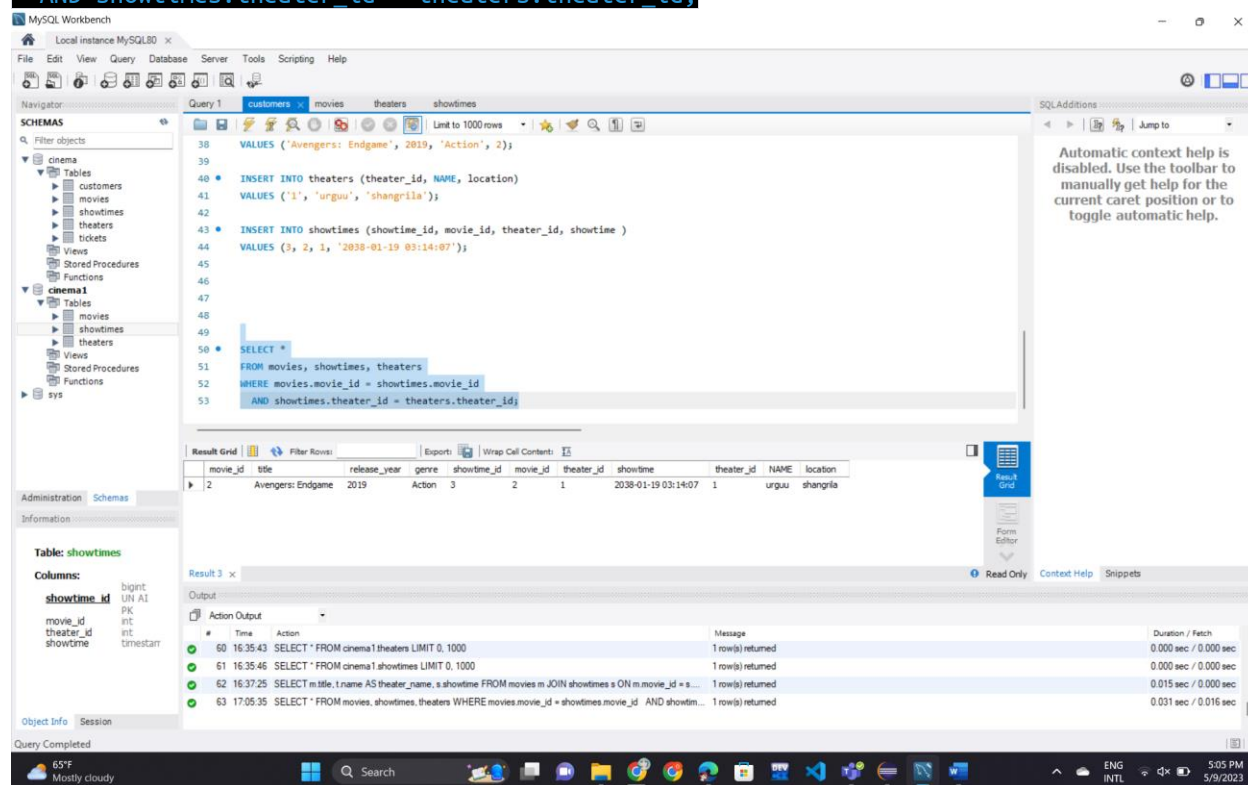 AND Showtimes.theater_id = theaters.theater_id;
MySQL Workbench
Local instance MySQL80 ×
File Edit View Query Database Server Tools Scripting Help
Navigator
SCHEMAS
Filter objects
cinema
Tables
customers
movies
showtimes
theaters
tickets
Views
Stored Procedures
Functions
cinema1
Tables
movies
showtimes
theaters
Views
Stored Procedures
Functions
sys
Administration Schemas
Information
Table: showtimes
Columns:
showtime_id bigint UN AI PK
movie_id int
theater_id int
showtime timestam
Object Info Session
Query 1 customers × movies theaters showtimes
Limit to 1000 rows
38 VALUES ('Avengers: Endgame', 2019, 'Action', 2);
39
40 INSERT INTO theaters (theater_id, NAME, location)
41 VALUES ('1', 'urguu', 'shangrila');
42
43 INSERT INTO showtimes (showtime_id, movie_id, theater_id, showtime )
44 VALUES (3, 2, 1, '2038-01-19 03:14:07');
45
46
47
48
49
50 SELECT *
51 FROM movies, showtimes, theaters
52 WHERE movies.movie_id = showtimes.movie_id
53 AND showtimes.theater_id = theaters.theater_id;
Result Grid Filter Rows: Export: Wrap Cell Content:
movie_id title release_year genre showtime_id movie_id theater_id showtime theater_id NAME location
2 Avengers: Endgame 2019 Action 3 2 1 2038-01-19 03:14:07 1 urguu shangrila
Result Grid
Form Editor
Result 3 × Read Only
Output
Action Output
# Time Action Message Duration / Fetch
60 16:35:43 SELECT * FROM cinema1.theaters LIMIT 0, 1000 1 row(s) returned 0.000 sec / 0.000 sec
61 16:35:46 SELECT * FROM cinema1.showtimes LIMIT 0, 1000 1 row(s) returned 0.000 sec / 0.000 sec
62 16:37:25 SELECT m.title, t.name AS theater_name, s.showtime FROM movies m JOIN showtimes s ON m.movie_id = s.... 1 row(s) returned 0.015 sec / 0.000 sec
63 17:05:35 SELECT * FROM movies, showtimes, theaters WHERE movies.movie_id = showtimes.movie_id AND showtim... 1 row(s) returned 0.031 sec / 0.016 sec
SQLAdditions
Jump to
Automatic context help is
disabled. Use the toolbar to
manually get help for the
current caret position or to
toggle automatic help.
Context Help Snippets
Query Completed
65°F
Mostly cloudy
Search
DEV
ENG
INTL
5:05 PM
5/9/2023